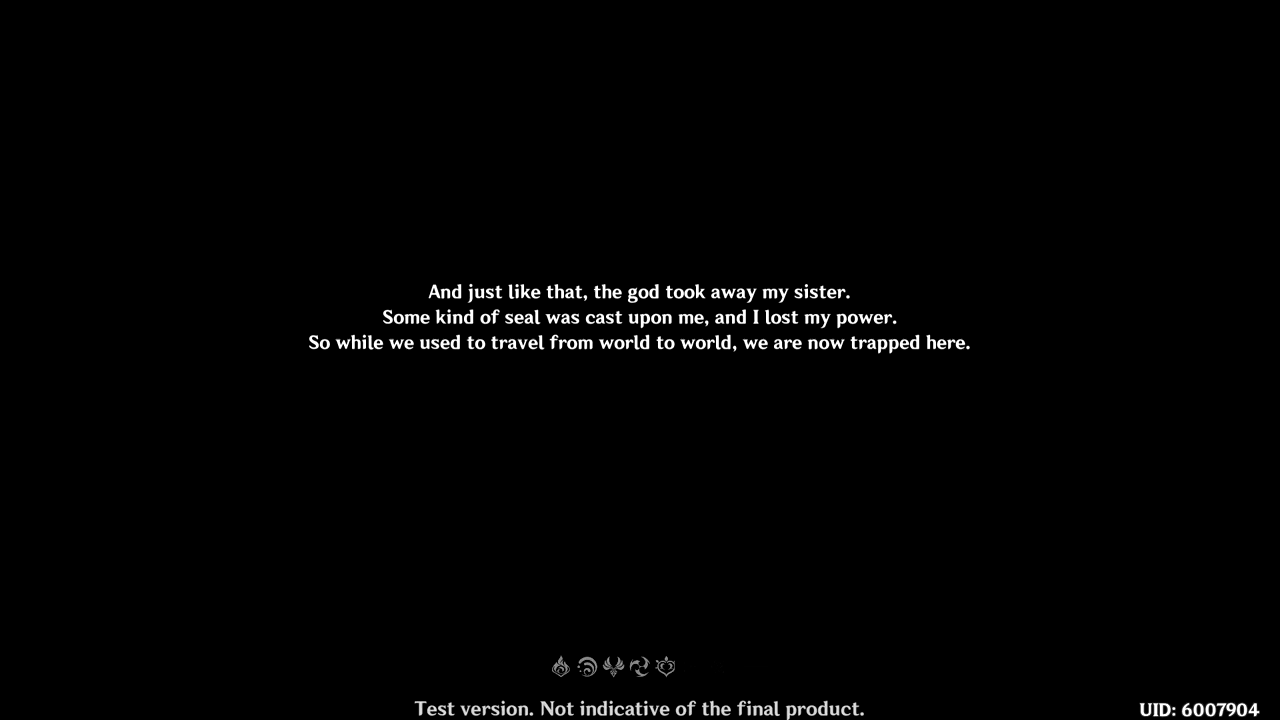 And just like that, the god took away my sister.
Some kind of seal was cast upon me, and I lost my power.
So while we used to travel from world to world, we are now trapped here.
Test version. Not indicative of the final product.
UID: 6007904